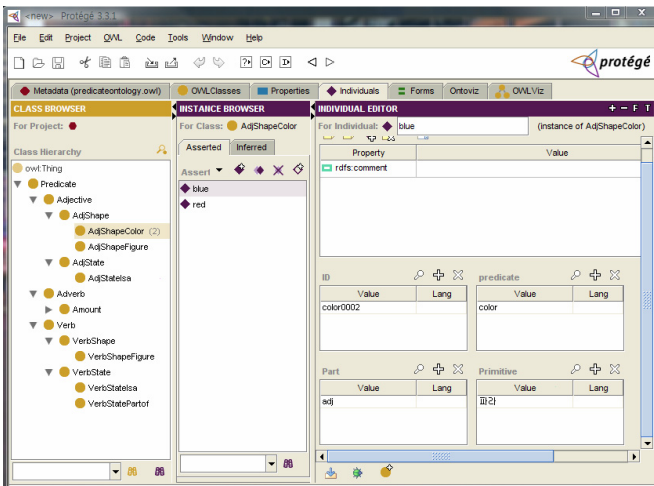 <new> Protégé 3.3.1
File Edit Project OWL Code Tools Window Help
protégé
Metadata (predicateontology.owl) OWLClasses Properties Individuals Forms Ontoviz OWLViz
CLASS BROWSER
For Project:
Class Hierarchy
owl:Thing
Predicate
Adjective
AdjShape
AdjShapeColor (2)
AdjShapeFigure
AdjState
AdjStateIsa
Adverb
Amount
Verb
VerbShape
VerbShapeFigure
VerbState
VerbStateIsa
VerbStatePartof
INSTANCE BROWSER
For Class: AdjShapeColor
Asserted Inferred
Assert
blue
red
INDIVIDUAL EDITOR + − F T
For Individual: blue (instance of AdjShapeColor)
Property Value
rdfs:comment
ID predicate
Value Lang Value Lang
color0002 color
Part Primitive
Value Lang Value Lang
adj 파라